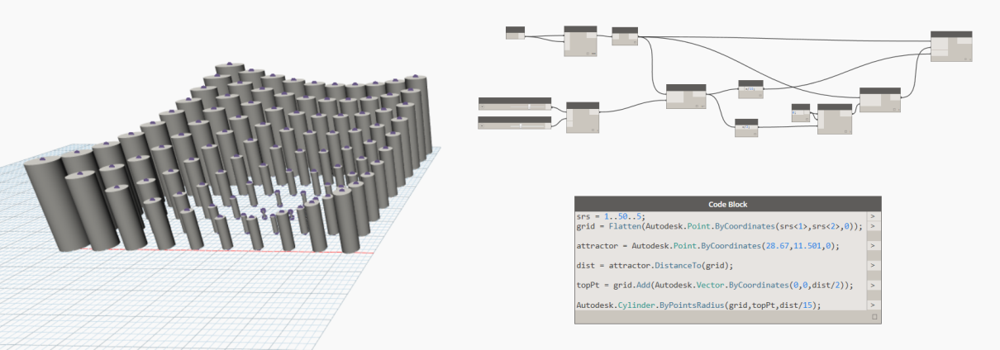 Code Block
srs = 1..50..5;
grid = Flatten(Autodesk.Point.ByCoordinates(srs<1>,srs<2>,0));
attractor = Autodesk.Point.ByCoordinates(28.67,11.501,0);
dist = attractor.DistanceTo(grid);
topPt = grid.Add(Autodesk.Vector.ByCoordinates(0,0,dist/2));
Autodesk.Cylinder.ByPointsRadius(grid,topPt,dist/15);